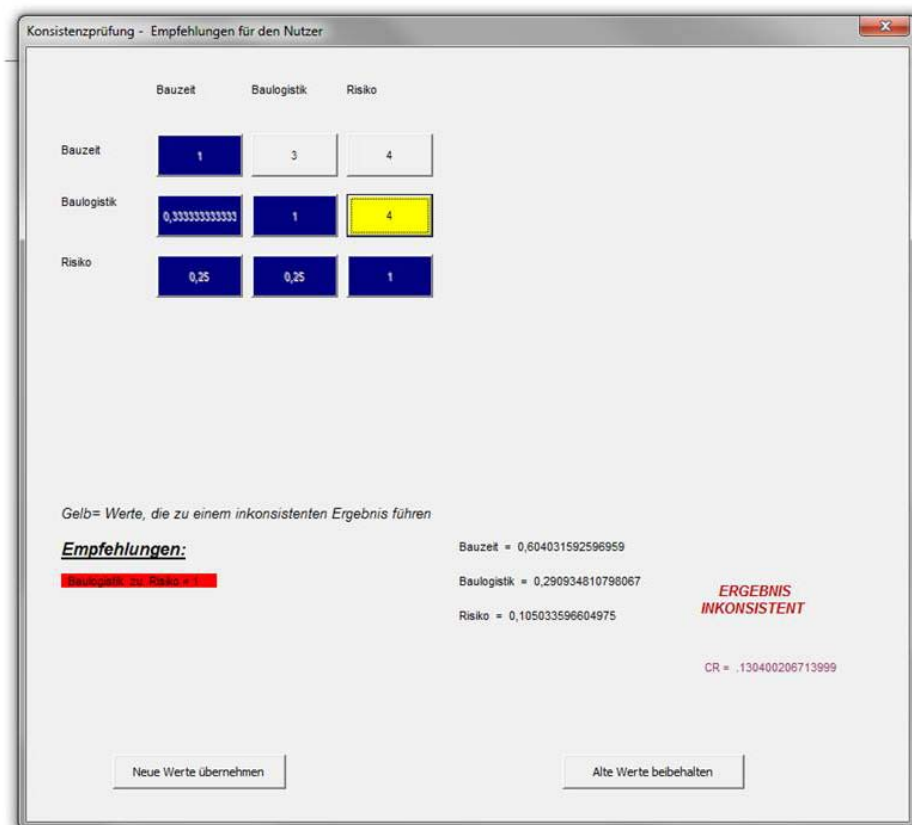 Konsistenzprüfung - Empfehlungen für den Nutzer
Bauzeit Baulogistik Risiko
Bauzeit 1 3 4
Baulogistik 0,333333333333 1 4
Risiko 0,25 0,25 1
Gelb= Werte, die zu einem inkonsistenten Ergebnis führen
Empfehlungen:
Baulogistik zu Risiko =
Bauzeit = 0,604031592596959
Baulogistik = 0,290934810798067
Risiko = 0,105033596604975
ERGEBNIS
INKONSISTENT
CR = .130400206713999
Neue Werte übernehmen
Alte Werte beibehalten